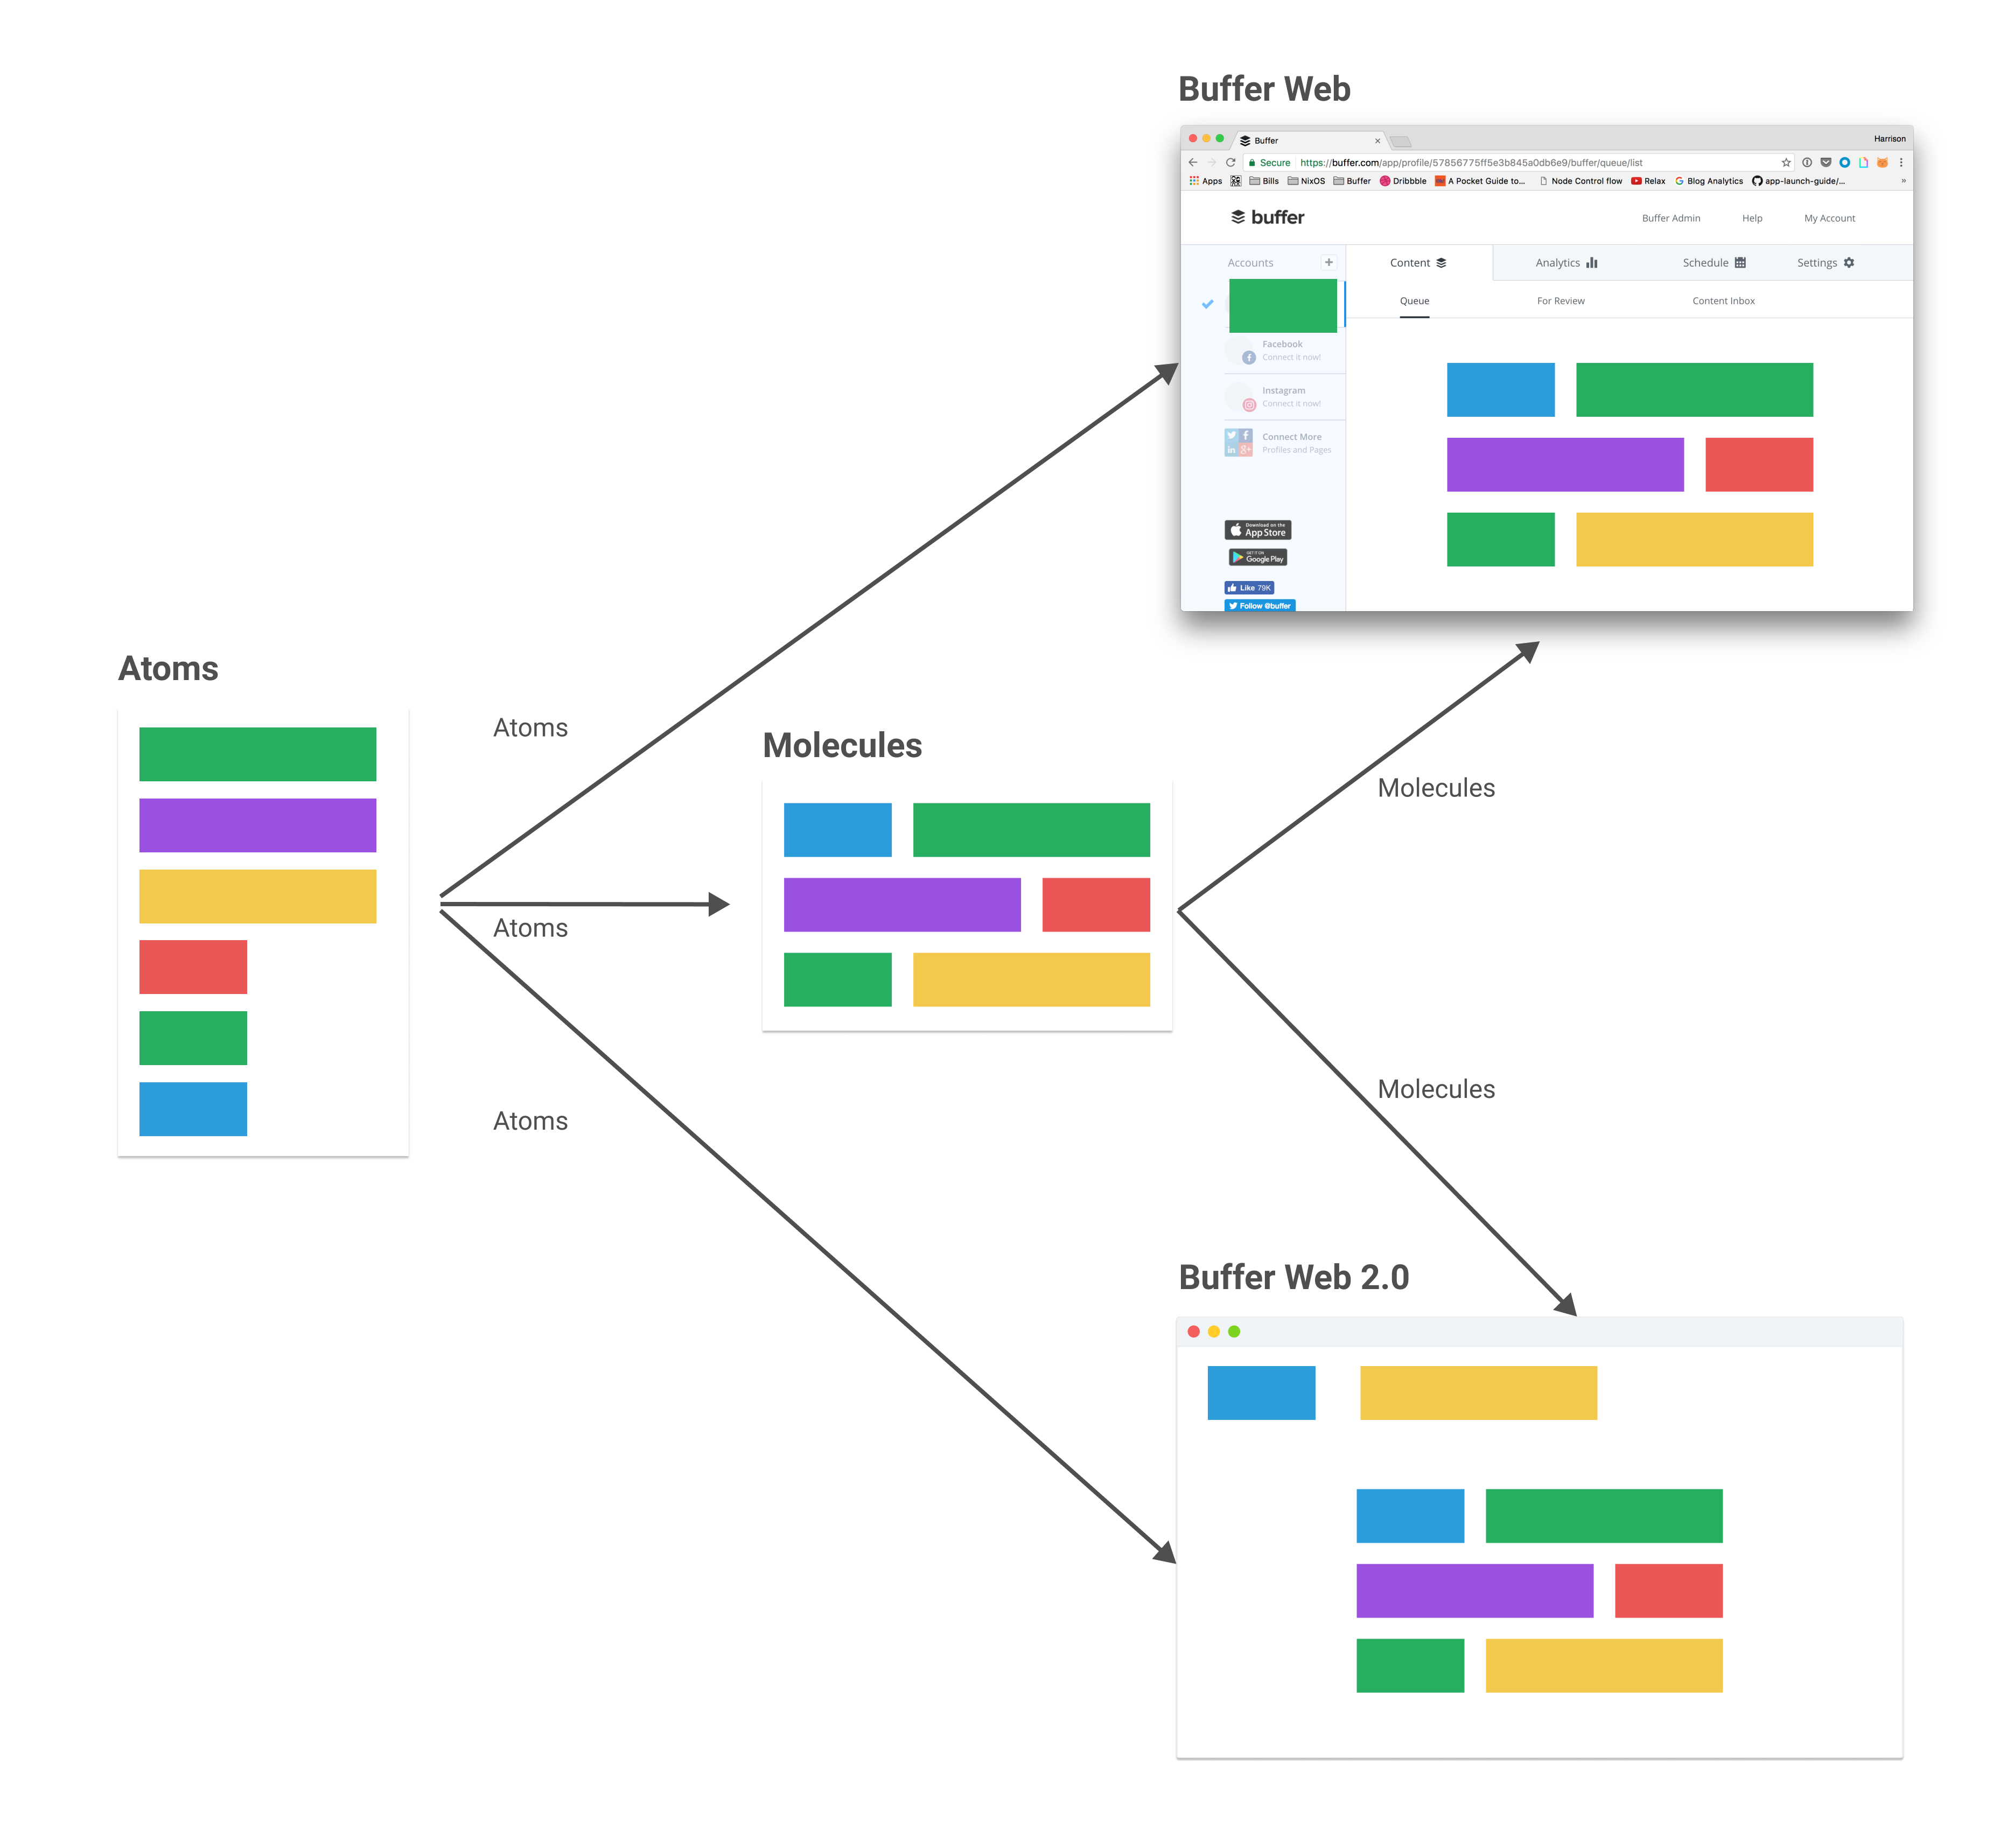 Buffer Web
Buffer
Harrison
Secure https://buffer.com/app/profile/57856775ff5e3b845a0db6e9/buffer/queue/list
Apps Bills NixOS Buffer Dribbble A Pocket Guide to... Node Control flow Relax Blog Analytics app-launch-guide/... »
buffer
Buffer Admin Help My Account
Accounts +
Content Analytics Schedule Settings
Queue For Review Content Inbox
Facebook
Connect it now!
Instagram
Connect it now!
Connect More
Profiles and Pages
Download on the
App Store
GET IT ON
Google Play
Like 79K
Follow @buffer
Atoms
Atoms
Molecules
Molecules
Atoms
Molecules
Atoms
Buffer Web 2.0